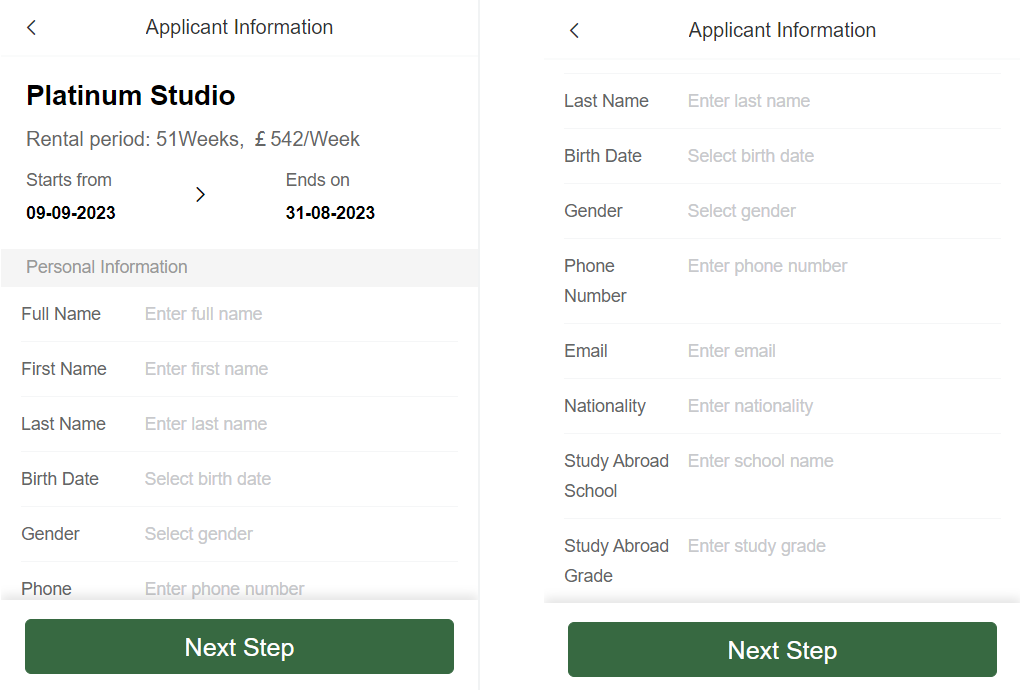 Applicant Information
Platinum Studio
Rental period: 51Weeks, £ 542/Week
Starts from
Ends on
09-09-2023
31-08-2023
Personal Information
Full Name Enter full name
First Name Enter first name
Last Name Enter last name
Birth Date Select birth date
Gender Select gender
Phone Enter phone number
Next Step
Applicant Information
Last Name Enter last name
Birth Date Select birth date
Gender Select gender
Phone Enter phone number
Number
Email Enter email
Nationality Enter nationality
Study Abroad Enter school name
School
Study Abroad Enter study grade
Grade
Next Step